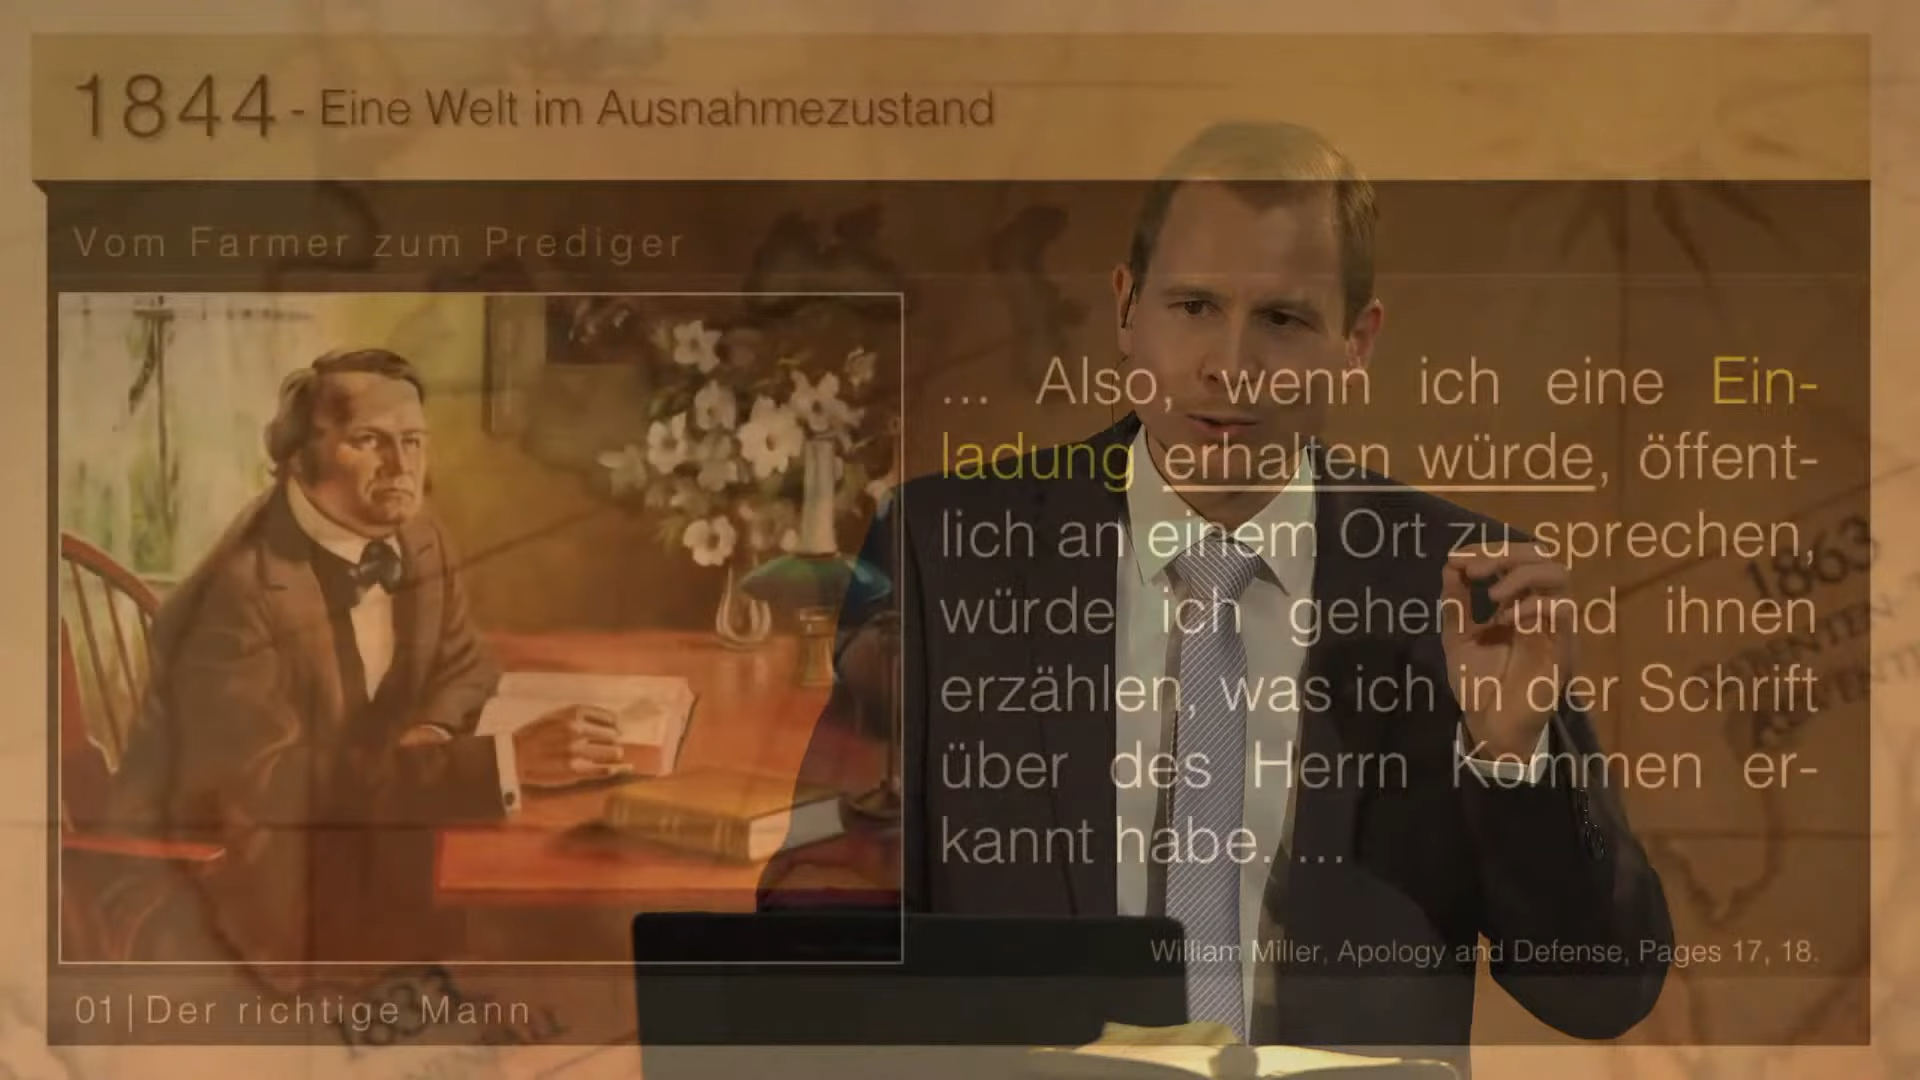 1844 - Eine Welt im Ausnahmezustand
Vom Farmer zum Prediger
... Also, wenn ich eine Ein-
ladung erhalten würde, öffent-
lich an einem Ort zu sprechen,
würde ich gehen und ihnen
erzählen, was ich in der Schrift
über des Herrn Kommen er-
kannt habe. ...
William Miller, Apology and Defense, Pages 17, 18.
01|Der richtige Mann
1863
1833